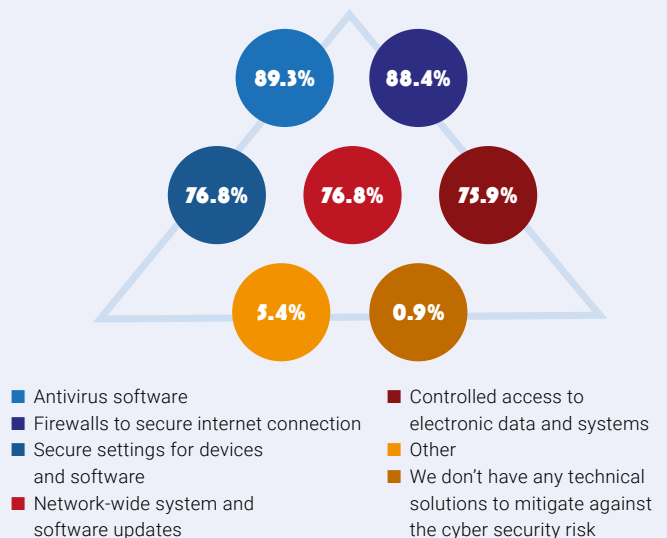 89.3%
88.4%
76.8%
76.8%
75.9%
5.4%
0.9%
Antivirus software
Firewalls to secure internet connection
Secure settings for devices
and software
Network-wide system and
software updates
Controlled access to
electronic data and systems
Other
We don't have any technical
solutions to mitigate against
the cyber security risk